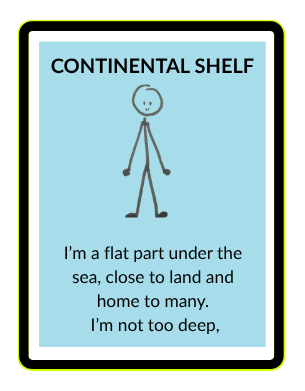 CONTINENTAL SHELF
I'm a flat part under the
sea, close to land and
home to many.
I'm not too deep,